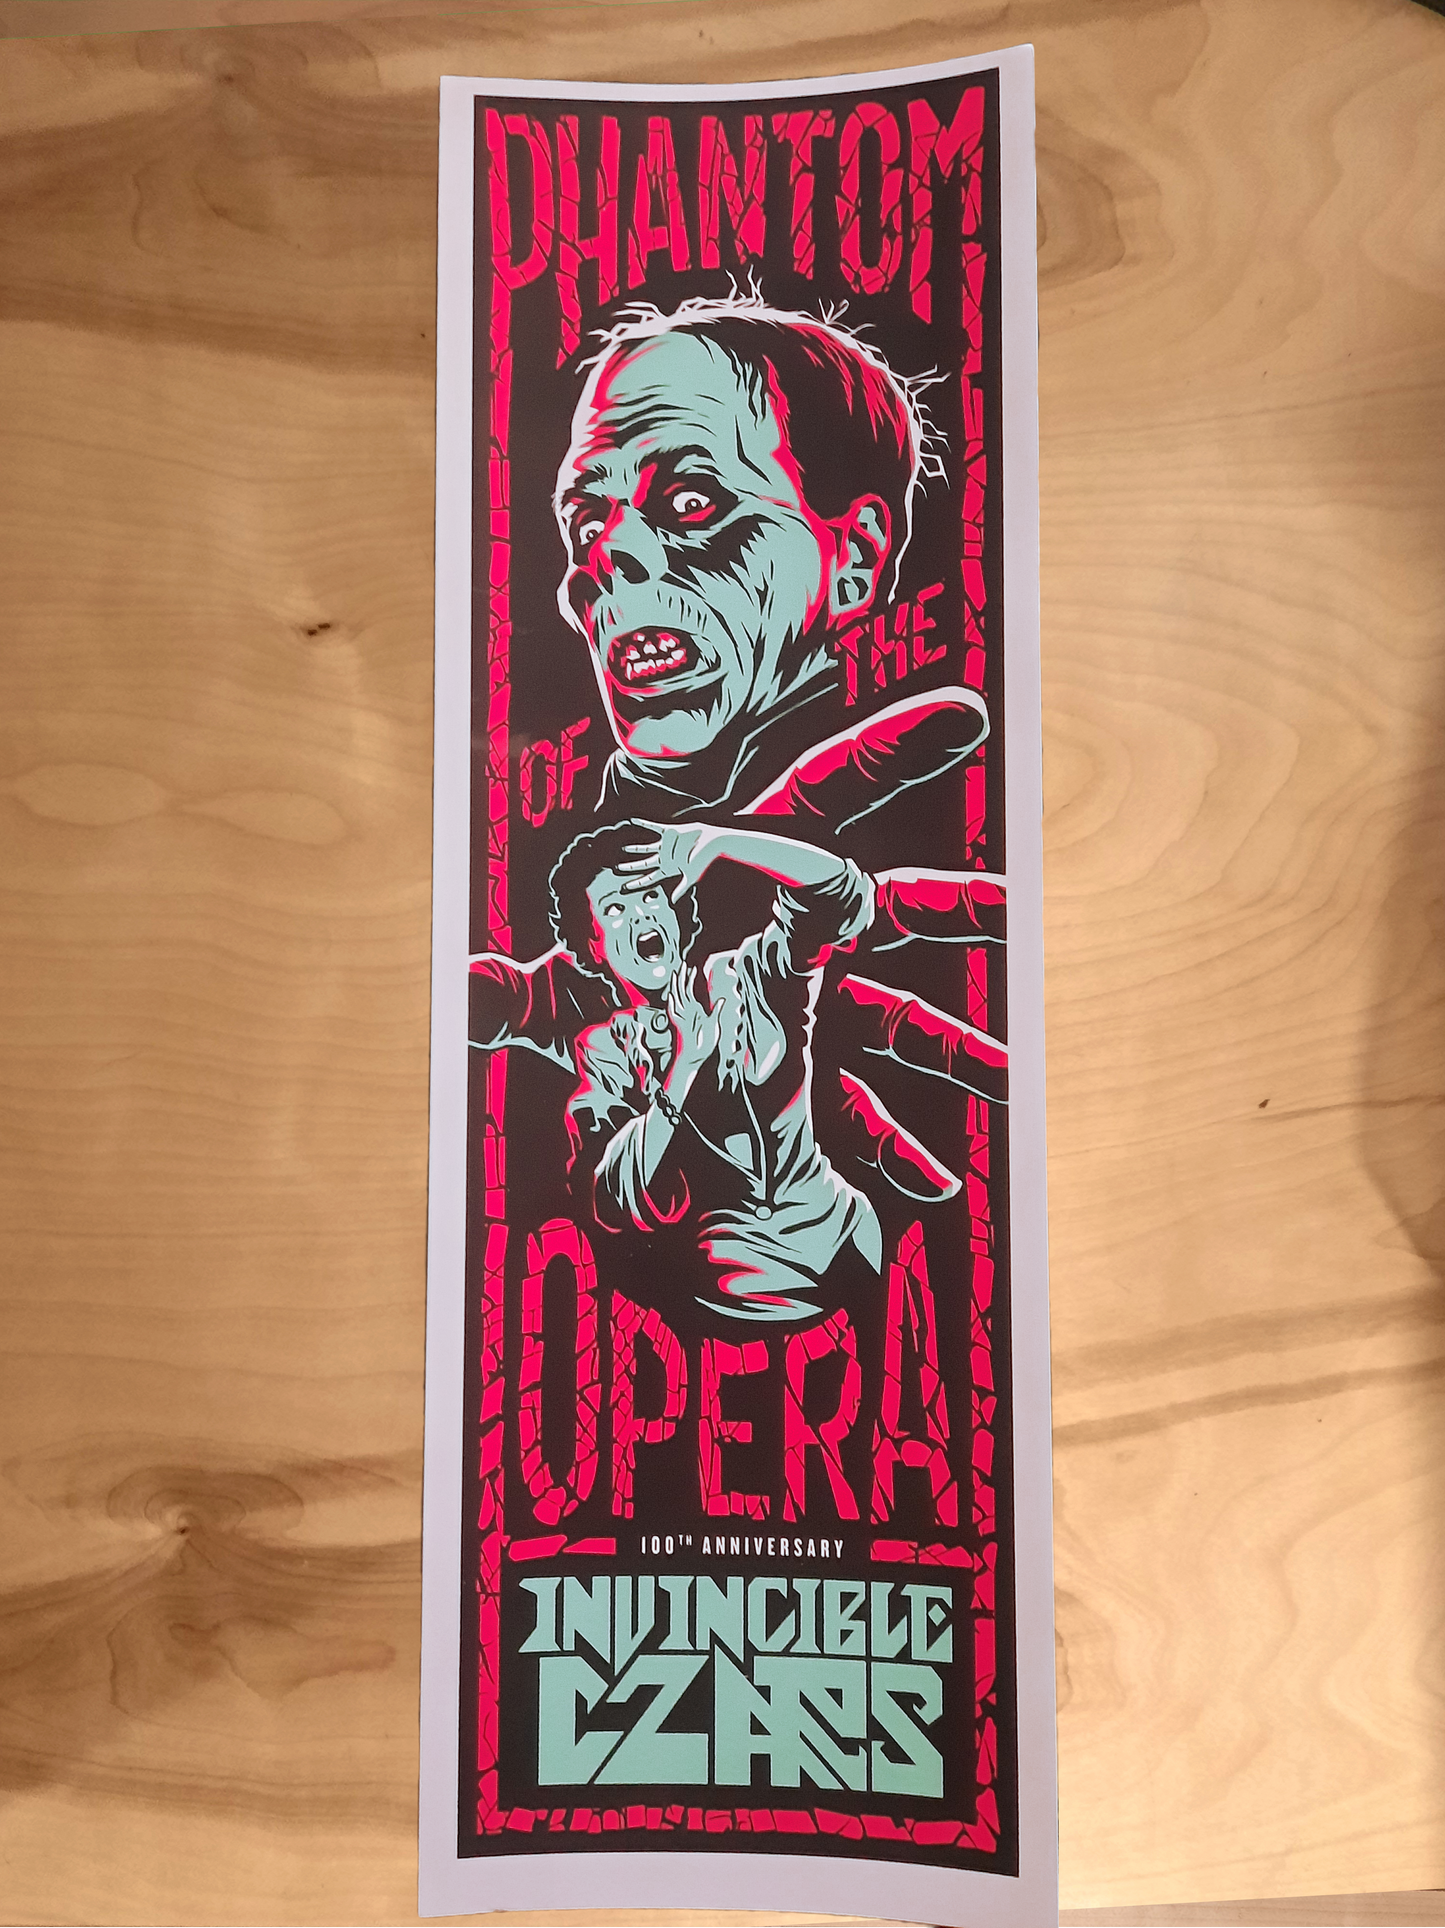 PHANTOM
OF THE
OPERA
100TH ANNIVERSARY
INVINCIBLE
CZARS